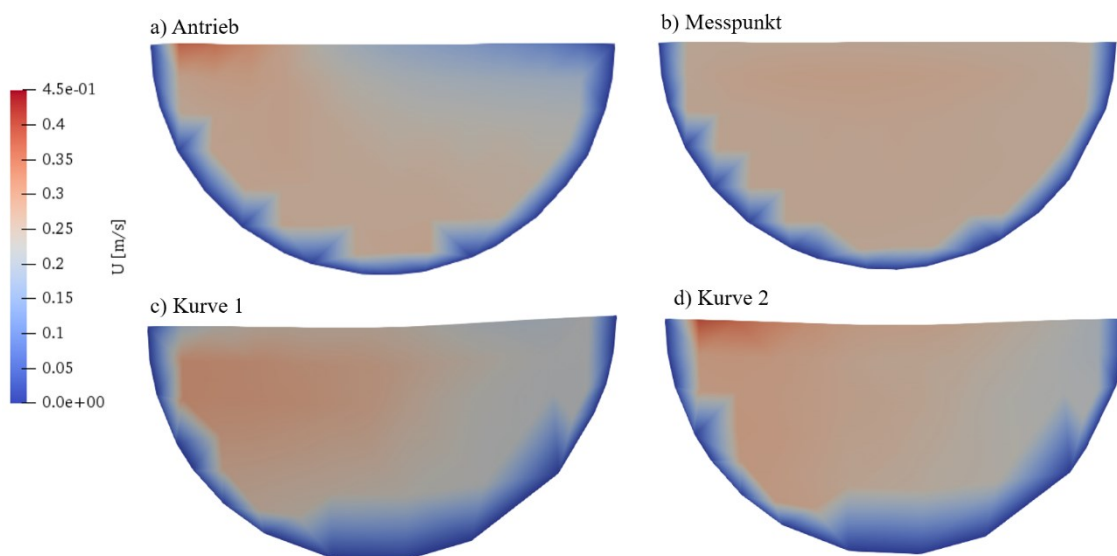 a) Antrieb
b) Messpunkt
4.5e-01
0.4
0.35
0.3
0.25
0.2
0.15
0.1
0.05
0.0e+00
U [m/s]
c) Kurve 1
d) Kurve 2